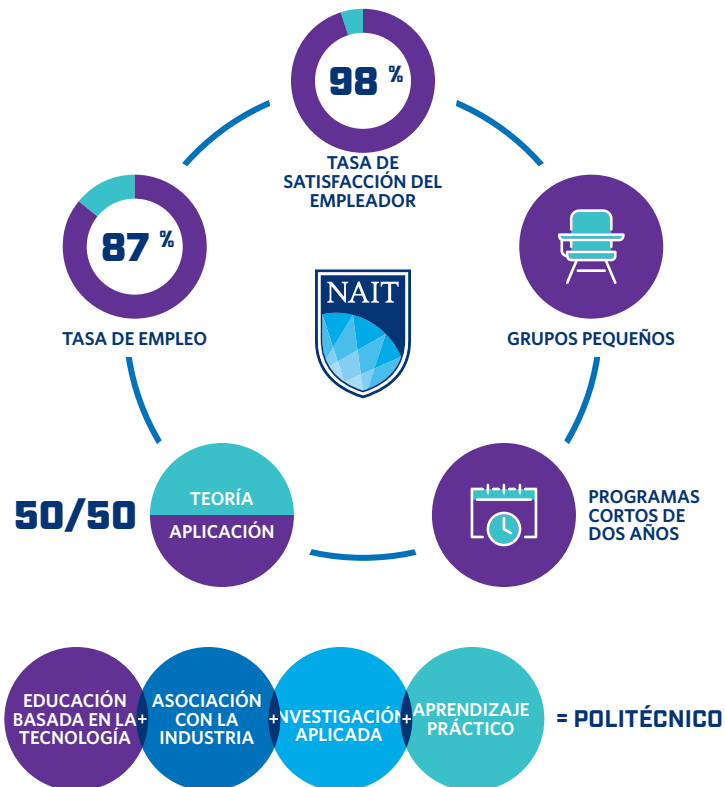 98 %
TASA DE
SATISFACCIÓN DEL
EMPLEADOR
87 %
TASA DE EMPLEO
NAIT
GRUPOS PEQUEÑOS
50/50
TEORÍA
APLICACIÓN
PROGRAMAS
CORTOS DE
DOS AÑOS
EDUCACIÓN
BASADA EN LA
TECNOLOGÍA
+
ASOCIACIÓN
CON LA
INDUSTRIA
+
INVESTIGACIÓN
APLICADA
+
APRENDIZAJE
PRÁCTICO
= POLITÉCNICO